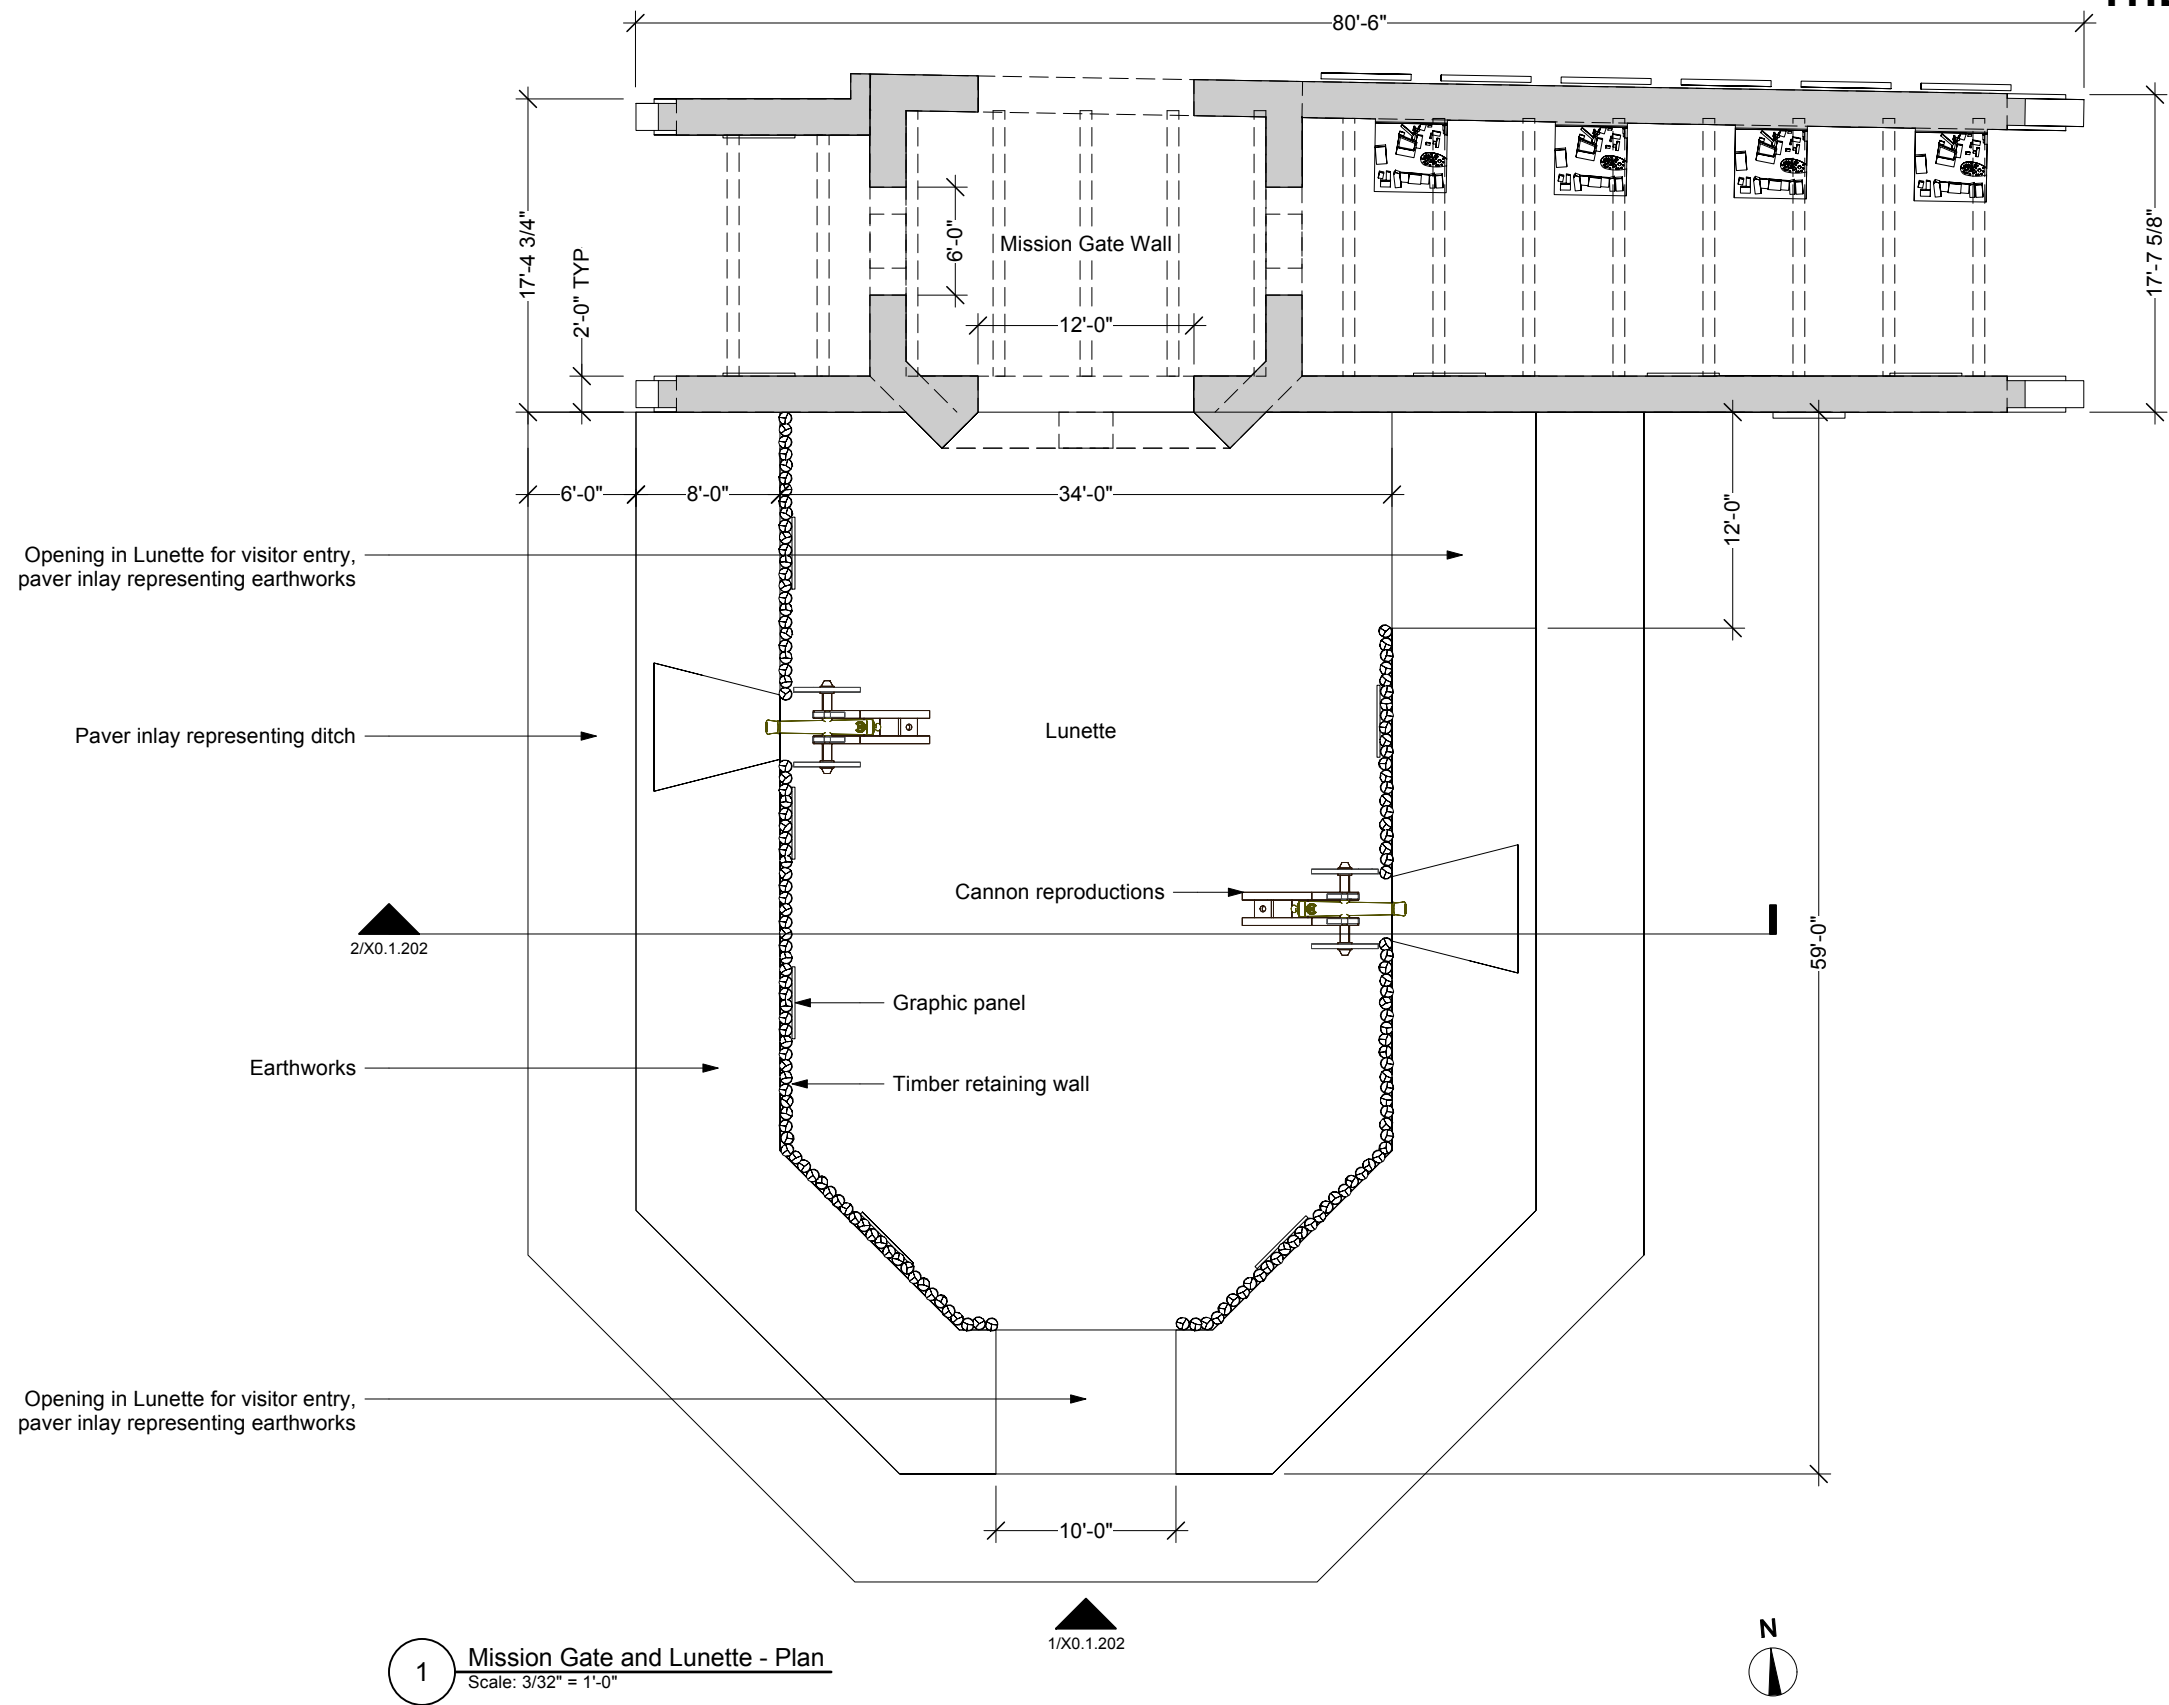 80'-6"
17'-4 3/4"
2'-0" TYP
6'-0"
Mission Gate Wall
12'-0"
17'-7 5/8"
6'-0"
8'-0"
34'-0"
12'-0"
Opening in Lunette for visitor entry,
paver inlay representing earthworks
Paver inlay representing ditch
Lunette
Cannon reproductions
2/X0.1.202
59'-0"
Graphic panel
Earthworks
Timber retaining wall
Opening in Lunette for visitor entry,
paver inlay representing earthworks
10'-0"
1/X0.1.202
N
1
Mission Gate and Lunette - Plan
Scale: 3/32" = 1'-0"